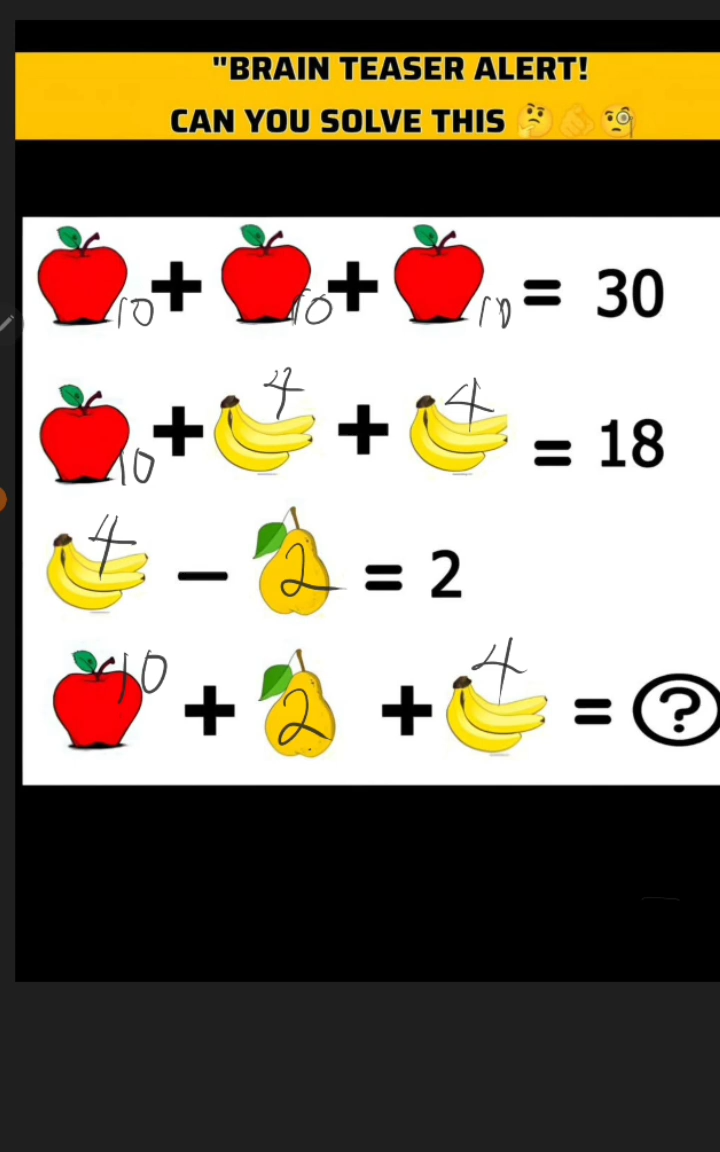 "BRAIN TEASER ALERT!
CAN YOU SOLVE THIS 🤔🫵🧐
10 + 10 + 10 = 30
10 + 4 + 4 = 18
4 − 2 = 2
10 + 2 + 4 = ?